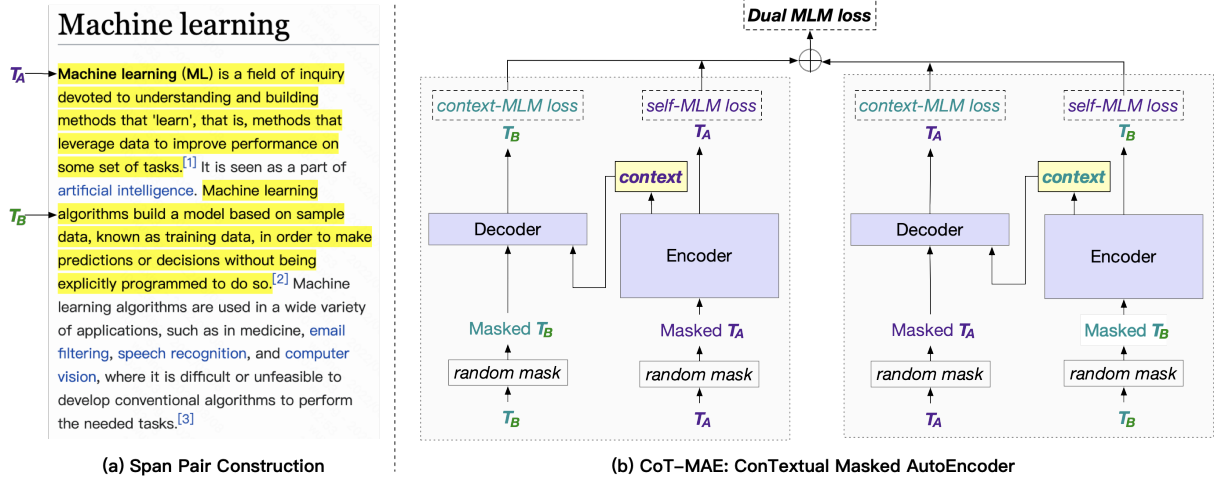 Machine learning
T_A
Machine learning (ML) is a field of inquiry
devoted to understanding and building
methods that 'learn', that is, methods that
leverage data to improve performance on
some set of tasks.[1] It is seen as a part of
artificial intelligence. Machine learning
T_B
algorithms build a model based on sample
data, known as training data, in order to make
predictions or decisions without being
explicitly programmed to do so.[2] Machine
learning algorithms are used in a wide variety
of applications, such as in medicine, email
filtering, speech recognition, and computer
vision, where it is difficult or unfeasible to
develop conventional algorithms to perform
the needed tasks.[3]
(a) Span Pair Construction
Dual MLM loss
context-MLM loss
self-MLM loss
T_B
T_A
context
Decoder
Encoder
Masked T_B
Masked T_A
random mask
random mask
T_B
T_A
context-MLM loss
self-MLM loss
T_A
T_B
context
Decoder
Encoder
Masked T_A
Masked T_B
random mask
random mask
T_A
T_B
(b) CoT-MAE: ConTextual Masked AutoEncoder